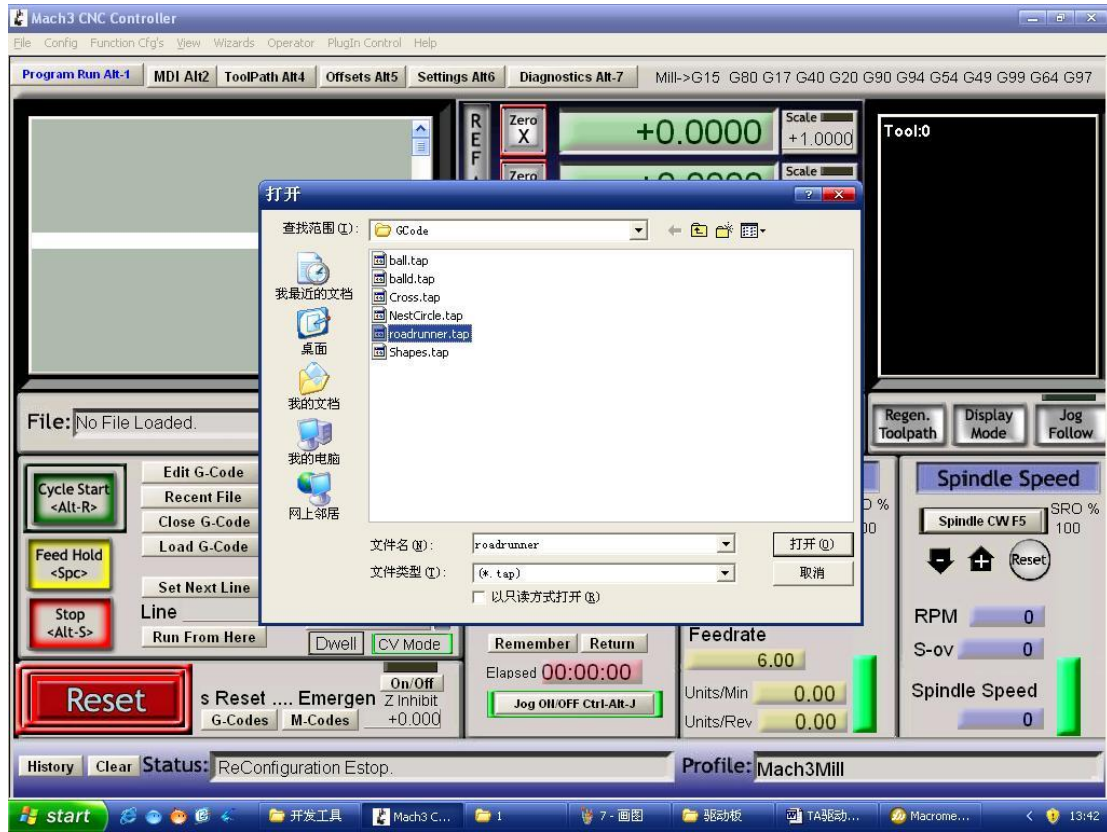 Mach3 CNC Controller
File Config Function Cfg's View Wizards Operator PlugIn Control Help
Program Run Alt-1 MDI Alt2 ToolPath Alt4 Offsets Alt5 Settings Alt6 Diagnostics Alt-7 Mill->G15 G80 G17 G40 G20 G90 G94 G54 G49 G99 G64 G97
R
E
F
Zero
X
+0.0000
Scale
+1.0000
Tool:0
Zero
Scale
打开
查找范围(I): GCode
我最近的文档
桌面
我的文档
我的电脑
网上邻居
ball.tap
balld.tap
Cross.tap
NestCircle.tap
roadrunner.tap
Shapes.tap
文件名(N): roadrunner 打开(O)
文件类型(T): (*.tap) 取消
以只读方式打开(R)
File: No File Loaded.
Regen. Toolpath
Display Mode
Jog Follow
Cycle Start
<Alt-R>
Feed Hold
<Spc>
Stop
<Alt-S>
Edit G-Code
Recent File
Close G-Code
Load G-Code
Set Next Line
Line
Run From Here
Dwell CV Mode
Reset
s Reset .... Emergen
G-Codes M-Codes
On/Off
Z Inhibit
+0.000
Remember Return
Elapsed 00:00:00
Jog ON/OFF Ctrl-Alt-J
Feedrate
6.00
Units/Min 0.00
Units/Rev 0.00
Spindle Speed
Spindle CW F5
SRO %
100
Reset
RPM 0
S-ov 0
Spindle Speed
0
History Clear Status: ReConfiguration Estop.
Profile: Mach3Mill
start 开发工具 Mach3 C... 1 7 - 画图 驱动板 TA驱动... Macrome... 13:42